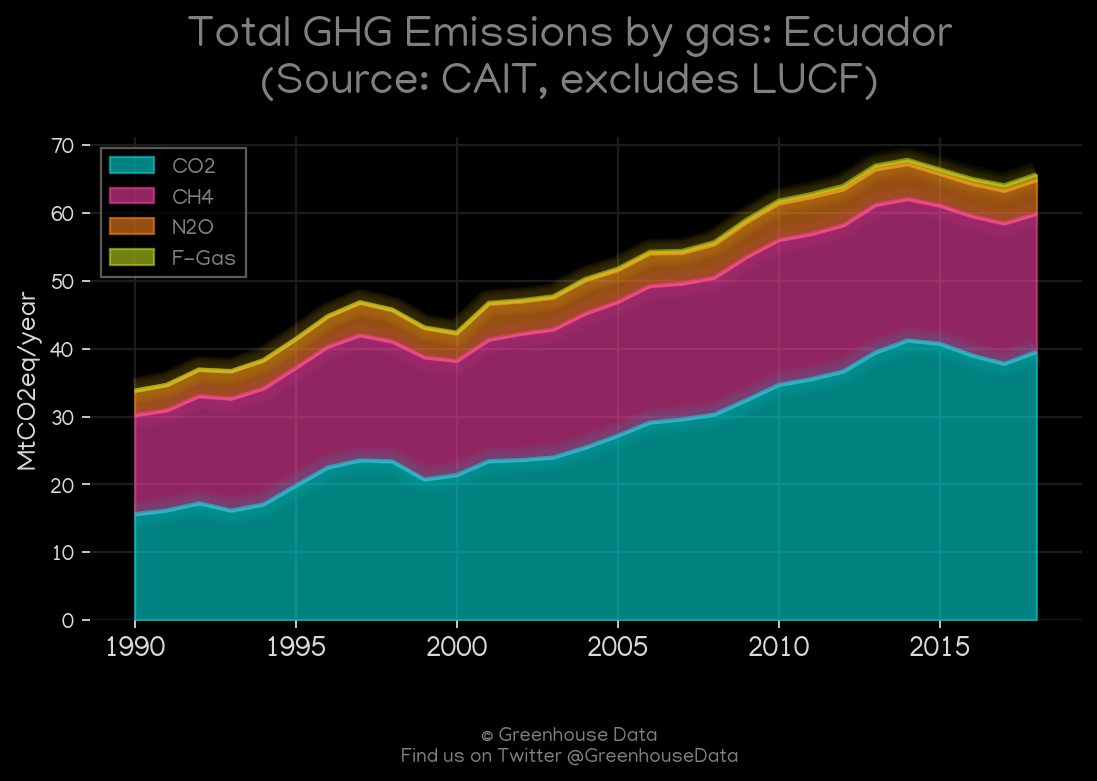 Total GHG Emissions by gas: Ecuador
(Source: CAIT, excludes LUCF)
CO2
CH4
N2O
F-Gas
MtCO2eq/year
70
60
50
40
30
20
10
0
1990 1995 2000 2005 2010 2015
© Greenhouse Data
Find us on Twitter @GreenhouseData